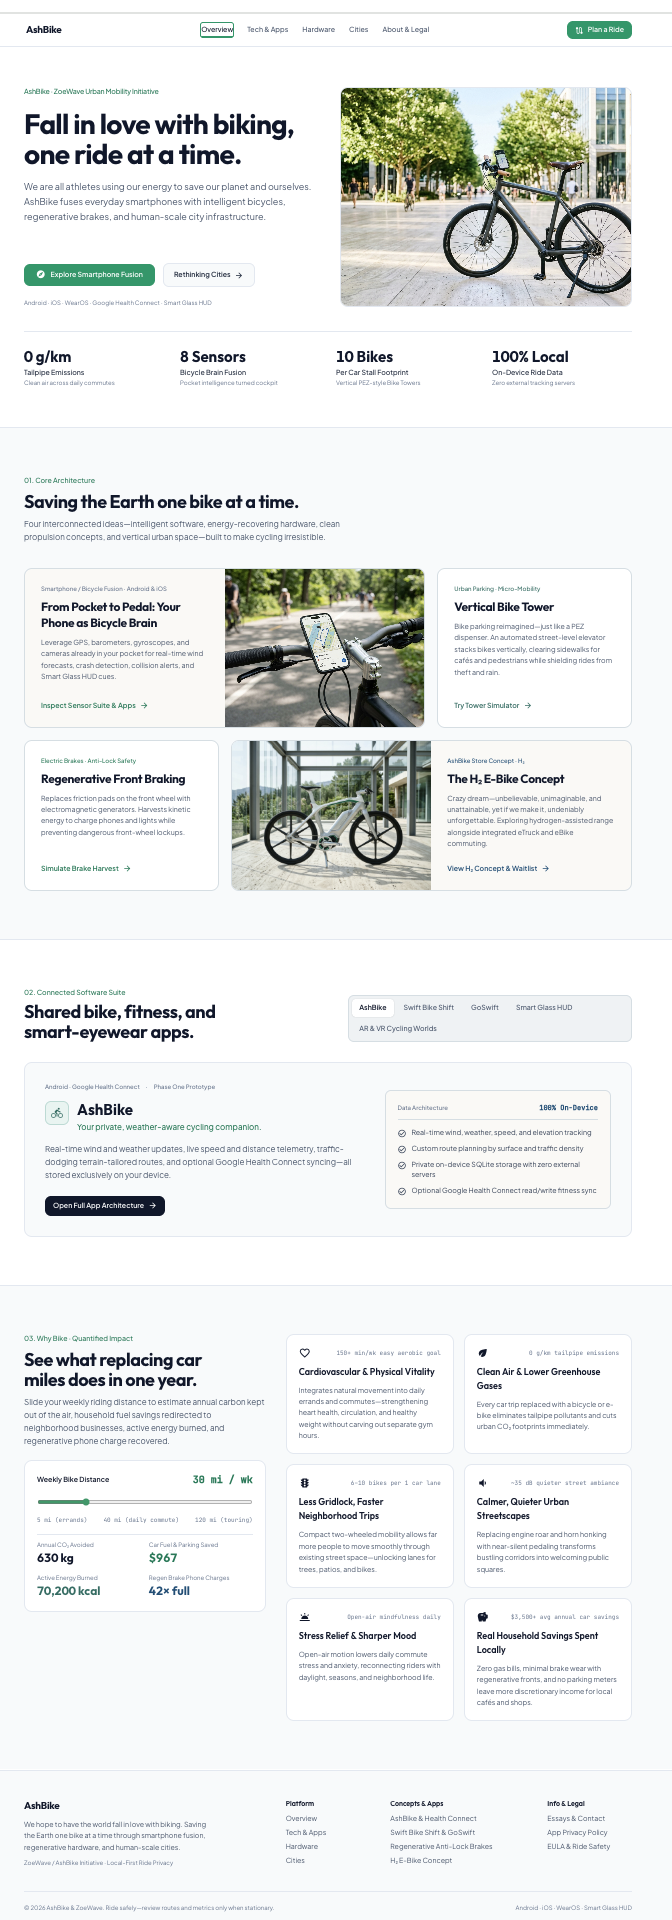 AshBike
Overview
Tech & Apps
Hardware
Cities
About & Legal
Plan a Ride
AshBike · ZoeWave Urban Mobility Initiative
Fall in love with biking,
one ride at a time.
We are all athletes using our energy to save our planet and ourselves.
AshBike fuses everyday smartphones with intelligent bicycles,
regenerative brakes, and human-scale city infrastructure.
Explore Smartphone Fusion
Rethinking Cities →
Android · iOS · WearOS · Google Health Connect · Smart Glass HUD
0 g/km
Tailpipe Emissions
Clean air across daily commutes
8 Sensors
Bicycle Brain Fusion
Pocket intelligence turned cockpit
10 Bikes
Per Car Stall Footprint
Vertical PEZ-style Bike Towers
100% Local
On-Device Ride Data
Zero external tracking servers
01. Core Architecture
Saving the Earth one bike at a time.
Four interconnected ideas—intelligent software, energy-recovering hardware, clean
propulsion concepts, and vertical urban space—built to make cycling irresistible.
Smartphone / Bicycle Fusion · Android & iOS
From Pocket to Pedal: Your
Phone as Bicycle Brain
Leverage GPS, barometers, gyroscopes, and
cameras already in your pocket for real-time wind
forecasts, crash detection, collision alerts, and
Smart Glass HUD cues.
Inspect Sensor Suite & Apps →
Urban Parking · Micro-Mobility
Vertical Bike Tower
Bike parking reimagined—just like a PEZ
dispenser. An automated street-level elevator
stacks bikes vertically, clearing sidewalks for
cafés and pedestrians while shielding rides from
theft and rain.
Try Tower Simulator →
Electric Brakes · Anti-Lock Safety
Regenerative Front Braking
Replaces friction pads on the front wheel with
electromagnetic generators. Harvests kinetic
energy to charge phones and lights while
preventing dangerous front-wheel lockups.
Simulate Brake Harvest →
AshBike Store Concept · H₂
The H₂ E-Bike Concept
Crazy dream—unbelievable, unimaginable, and
unattainable, yet if we make it, undeniably
unforgettable. Exploring hydrogen-assisted range
alongside integrated eTruck and eBike
commuting.
View H₂ Concept & Waitlist →
02. Connected Software Suite
Shared bike, fitness, and
smart-eyewear apps.
AshBike
Swift Bike Shift
GoSwift
Smart Glass HUD
AR & VR Cycling Worlds
Android · Google Health Connect · Phase One Prototype
AshBike
Your private, weather-aware cycling companion.
Real-time wind and weather updates, live speed and distance telemetry, traffic-
dodging terrain-tailored routes, and optional Google Health Connect syncing—all
stored exclusively on your device.
Open Full App Architecture →
Data Architecture
100% On-Device
Real-time wind, weather, speed, and elevation tracking
Custom route planning by surface and traffic density
Private on-device SQLite storage with zero external
servers
Optional Google Health Connect read/write fitness sync
03. Why Bike · Quantified Impact
See what replacing car
miles does in one year.
Slide your weekly riding distance to estimate annual carbon kept
out of the air, household fuel savings redirected to
neighborhood businesses, active energy burned, and
regenerative phone charge recovered.
Weekly Bike Distance
30 mi / wk
5 mi (errands)
40 mi (daily commute)
120 mi (touring)
Annual CO₂ Avoided
630 kg
Car Fuel & Parking Saved
$967
Active Energy Burned
70,200 kcal
Regen Brake Phone Charges
42× full
150+ min/wk easy aerobic goal
Cardiovascular & Physical Vitality
Integrates natural movement into daily
errands and commutes—strengthening
heart health, circulation, and healthy
weight without carving out separate gym
hours.
0 g/km tailpipe emissions
Clean Air & Lower Greenhouse
Gases
Every car trip replaced with a bicycle or e-
bike eliminates tailpipe pollutants and cuts
urban CO₂ footprints immediately.
6–10 bikes per 1 car lane
Less Gridlock, Faster
Neighborhood Trips
Compact two-wheeled mobility allows far
more people to move smoothly through
existing street space—unlocking lanes for
trees, patios, and bikes.
~35 dB quieter street ambiance
Calmer, Quieter Urban
Streetscapes
Replacing engine roar and horn honking
with near-silent pedaling transforms
bustling corridors into welcoming public
squares.
Open-air mindfulness daily
Stress Relief & Sharper Mood
Open-air motion lowers daily commute
stress and anxiety, reconnecting riders with
daylight, seasons, and neighborhood life.
$3,500+ avg annual car savings
Real Household Savings Spent
Locally
Zero gas bills, minimal brake wear with
regenerative fronts, and no parking meters
leave more discretionary income for local
cafés and shops.
AshBike
We hope to have the world fall in love with biking. Saving
the Earth one bike at a time through smartphone fusion,
regenerative hardware, and human-scale cities.
ZoeWave / AshBike Initiative · Local-First Ride Privacy
Platform
Overview
Tech & Apps
Hardware
Cities
Concepts & Apps
AshBike & Health Connect
Swift Bike Shift & GoSwift
Regenerative Anti-Lock Brakes
H₂ E-Bike Concept
Info & Legal
Essays & Contact
App Privacy Policy
EULA & Ride Safety
© 2026 AshBike & ZoeWave. Ride safely—review routes and metrics only when stationary.
Android · iOS · WearOS · Smart Glass HUD